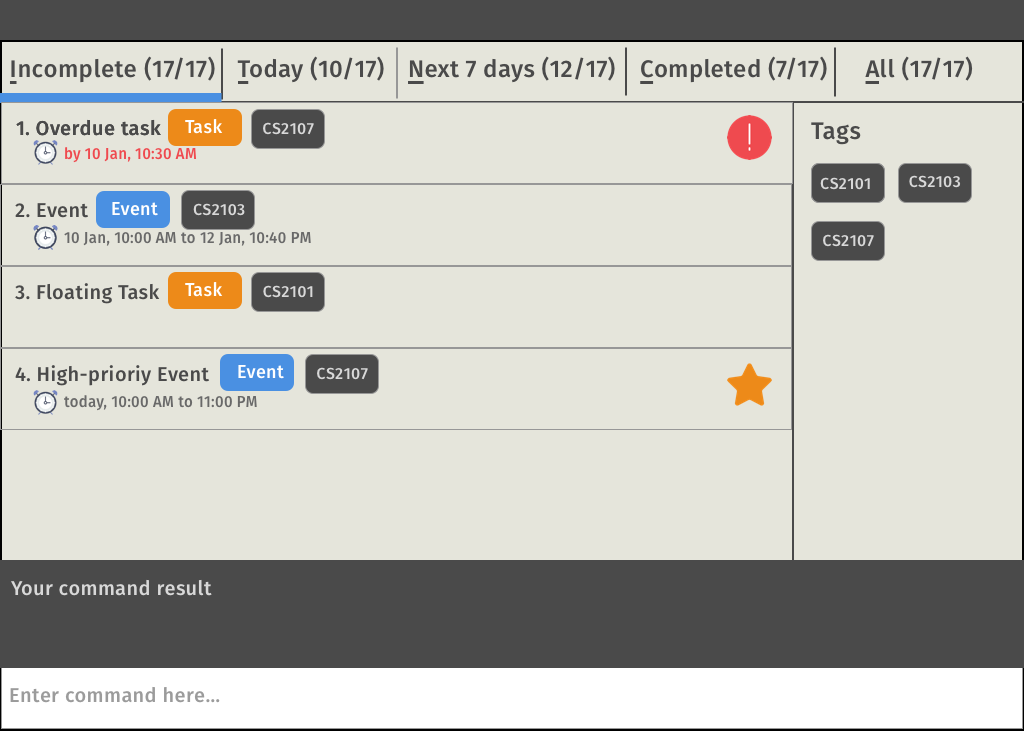 Incomplete (17/17) Today (10/17) Next 7 days (12/17) Completed (7/17) All (17/17)
1. Overdue task Task CS2107
by 10 Jan, 10:30 AM
2. Event Event CS2103
10 Jan, 10:00 AM to 12 Jan, 10:40 PM
3. Floating Task Task CS2101
4. High-prioriy Event Event CS2107
today, 10:00 AM to 11:00 PM
Tags
CS2101 CS2103
CS2107
Your command result
Enter command here...